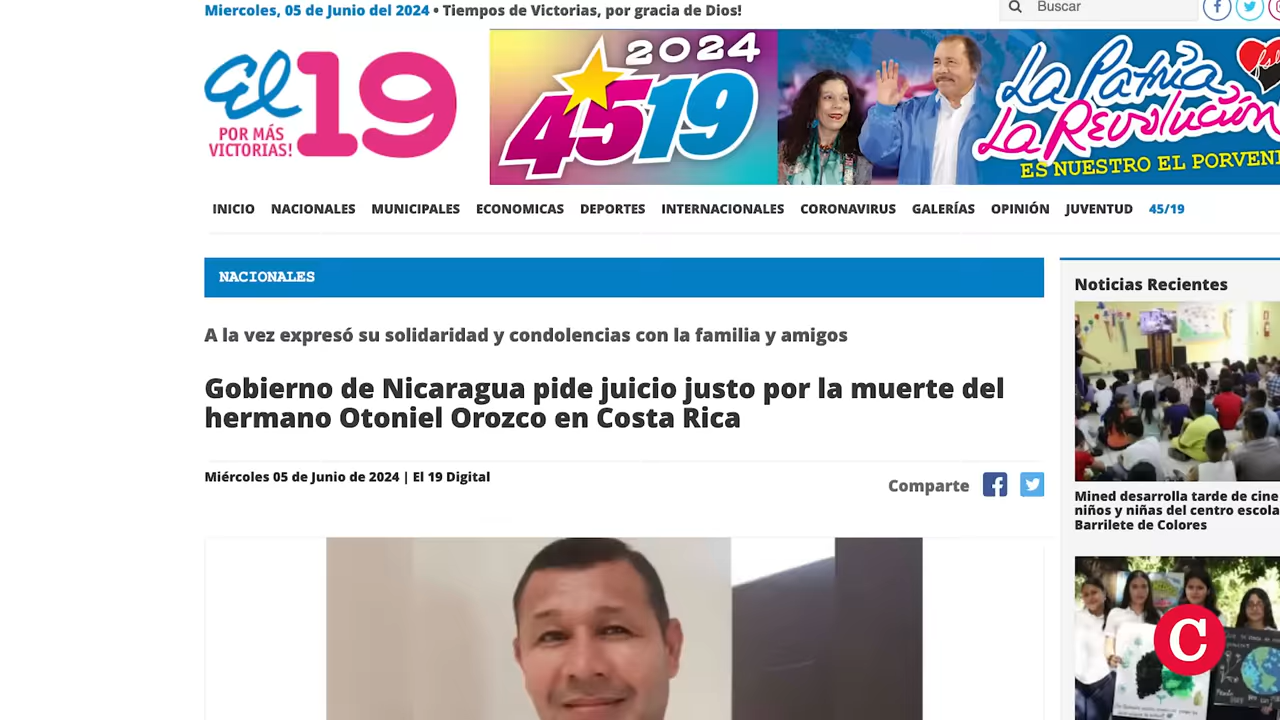 Miercoles, 05 de Junio del 2024 • Tiempos de Victorias, por gracia de Dios!
Buscar
El 19
POR MÁS
VICTORIAS!
2024
45 19
La Patria
La Revolución
ES NUESTRO EL PORVENI
INICIO NACIONALES MUNICIPALES ECONOMICAS DEPORTES INTERNACIONALES CORONAVIRUS GALERÍAS OPINIÓN JUVENTUD 45/19
NACIONALES
A la vez expresó su solidaridad y condolencias con la familia y amigos
Gobierno de Nicaragua pide juicio justo por la muerte del
hermano Otoniel Orozco en Costa Rica
Miércoles 05 de Junio de 2024 | El 19 Digital
Comparte
Noticias Recientes
Mined desarrolla tarde de cine
niños y niñas del centro escola
Barrilete de Colores
C